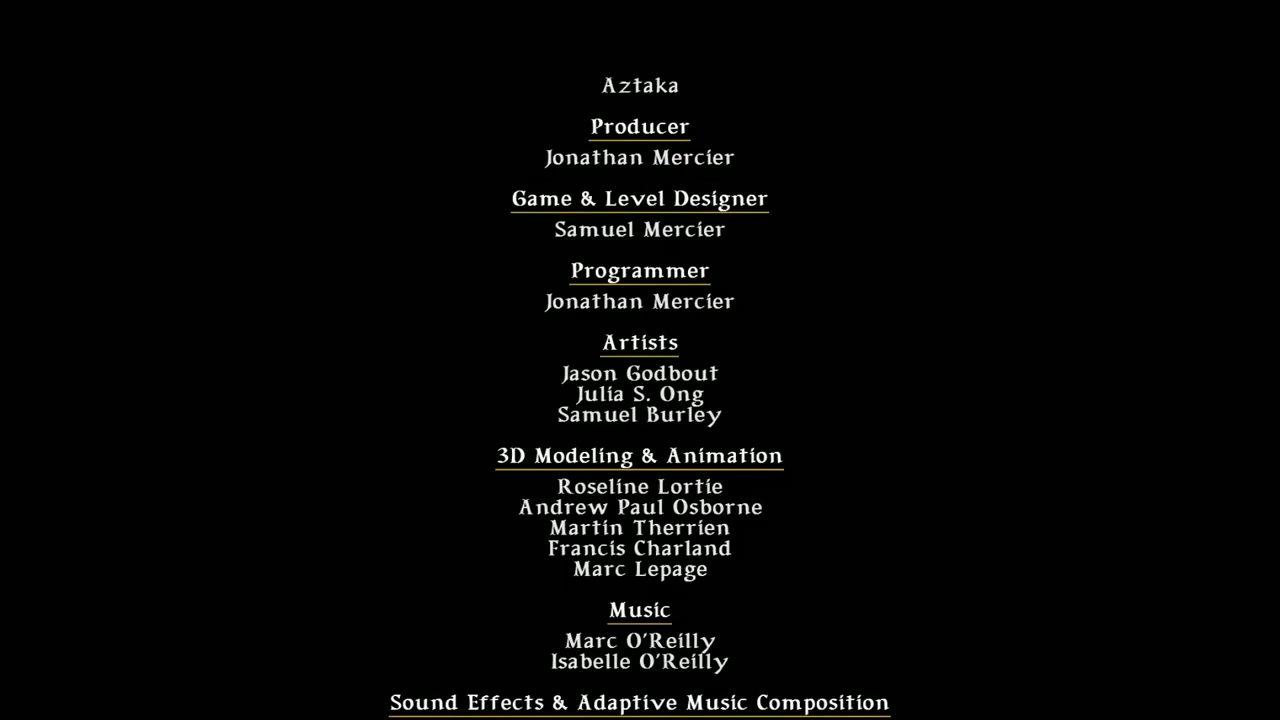 Aztaka
Producer
Jonathan Mercier
Game & Level Designer
Samuel Mercier
Programmer
Jonathan Mercier
Artists
Jason Godbout
Julia S. Ong
Samuel Burley
3D Modeling & Animation
Roseline Lortie
Andrew Paul Osborne
Martin Therrien
Francis Charland
Marc Lepage
Music
Marc O'Reilly
Isabelle O'Reilly
Sound Effects & Adaptive Music Composition